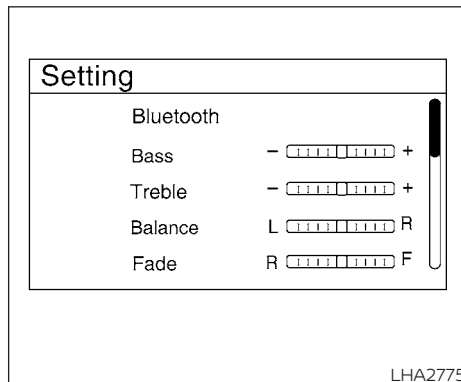 Setting
Bluetooth
Bass - +
Treble - +
Balance L R
Fade R F
LHA2775